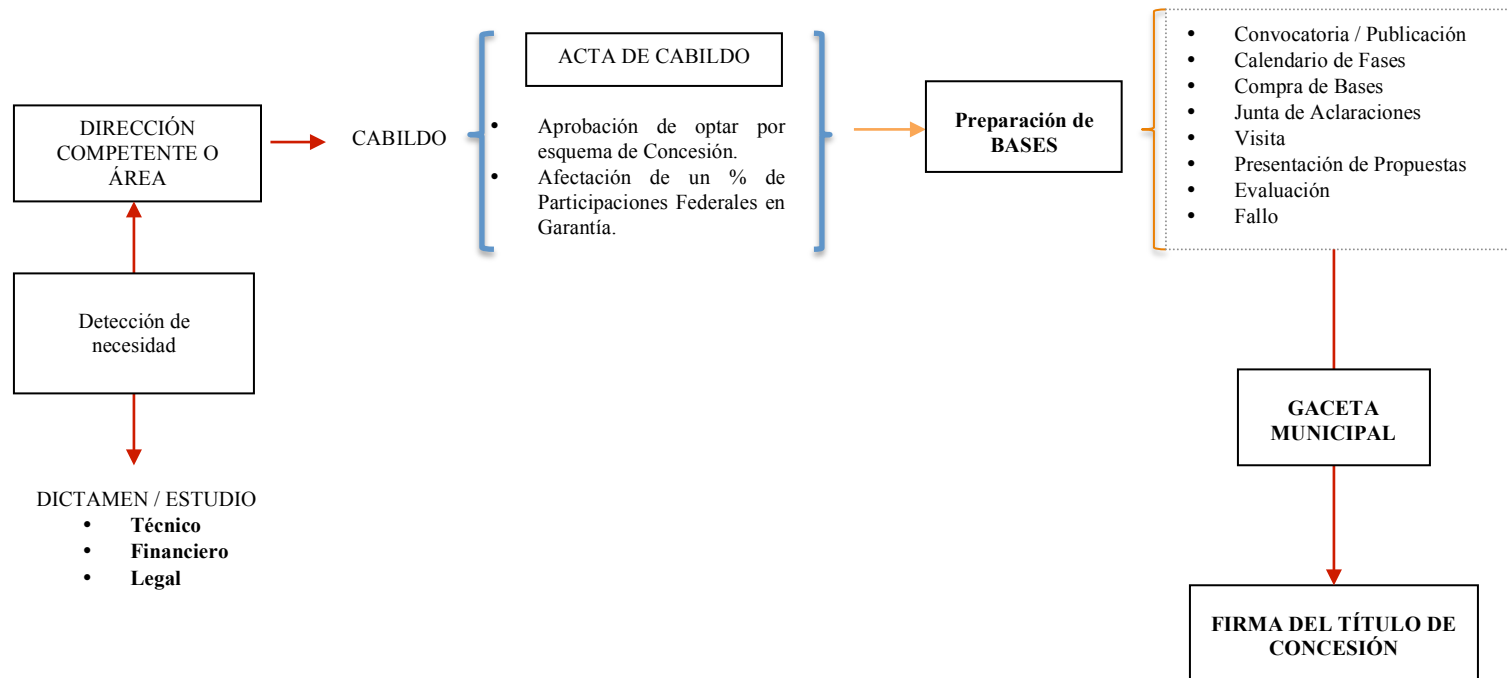 DIRECCIÓN
COMPETENTE O
ÁREA
Detección de
necesidad
DICTAMEN / ESTUDIO
• Técnico
• Financiero
• Legal
CABILDO
ACTA DE CABILDO
• Aprobación de optar por
esquema de Concesión.
• Afectación de un % de
Participaciones Federales en
Garantía.
Preparación de
BASES
• Convocatoria / Publicación
• Calendario de Fases
• Compra de Bases
• Junta de Aclaraciones
• Visita
• Presentación de Propuestas
• Evaluación
• Fallo
GACETA
MUNICIPAL
FIRMA DEL TÍTULO DE
CONCESIÓN